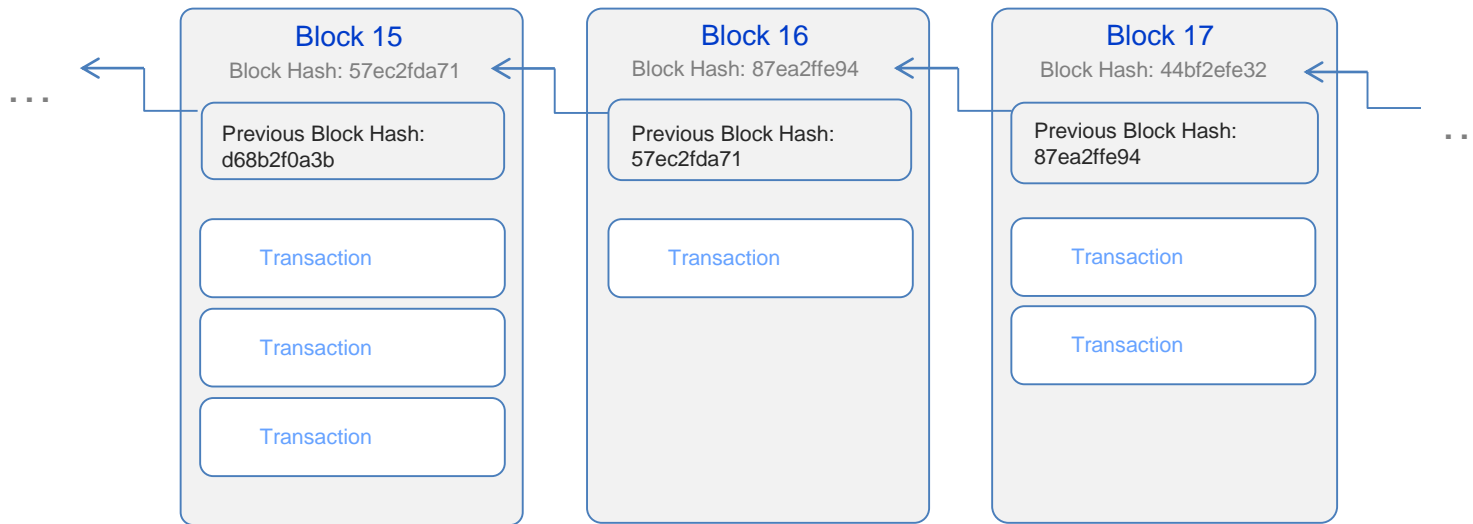 ...
Block 15
Block Hash: 57ec2fda71
Previous Block Hash:
d68b2f0a3b
Transaction
Transaction
Transaction
Block 16
Block Hash: 87ea2ffe94
Previous Block Hash:
57ec2fda71
Transaction
Block 17
Block Hash: 44bf2efe32
Previous Block Hash:
87ea2ffe94
Transaction
Transaction
..